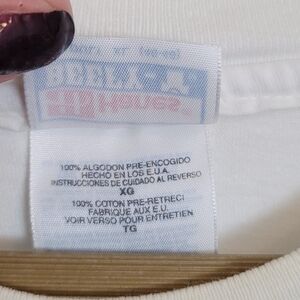 BEEFY-T
Hanes
100% ALGODON PRE-ENCOGIDO
HECHO EN LOS E.U.A.
INSTRUCCIONES DE CUIDADO AL REVERSO
XG
100% COTON PRE-RETRECI
FABRIQUE AUX E.U.
VOIR VERSO POUR ENTRETIEN
TG